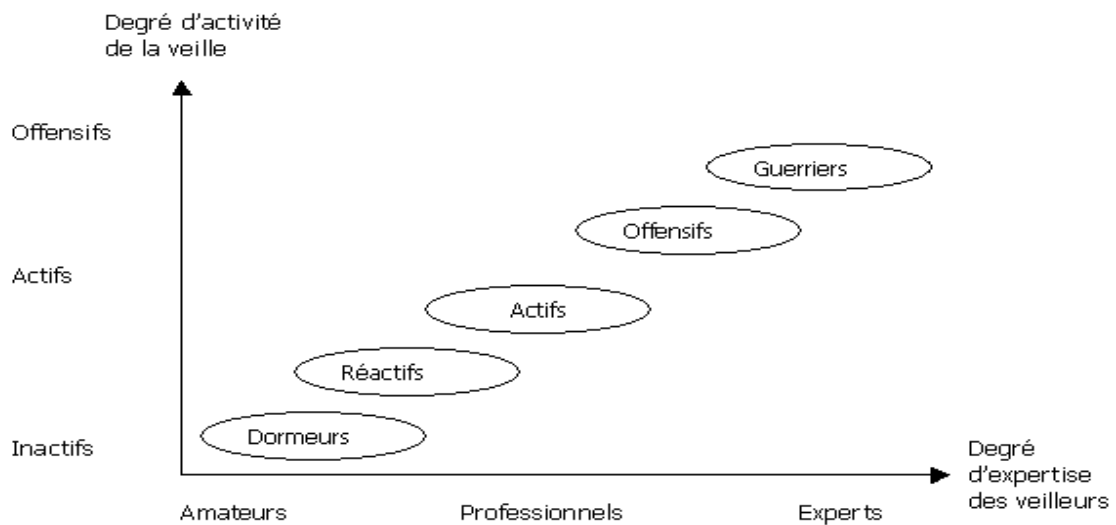 Degré d'activité
de la veille
Offensifs
Guerriers
Offensifs
Actifs
Actifs
Réactifs
Dormeurs
Inactifs
Degré
d'expertise
des veilleurs
Amateurs
Professionnels
Experts